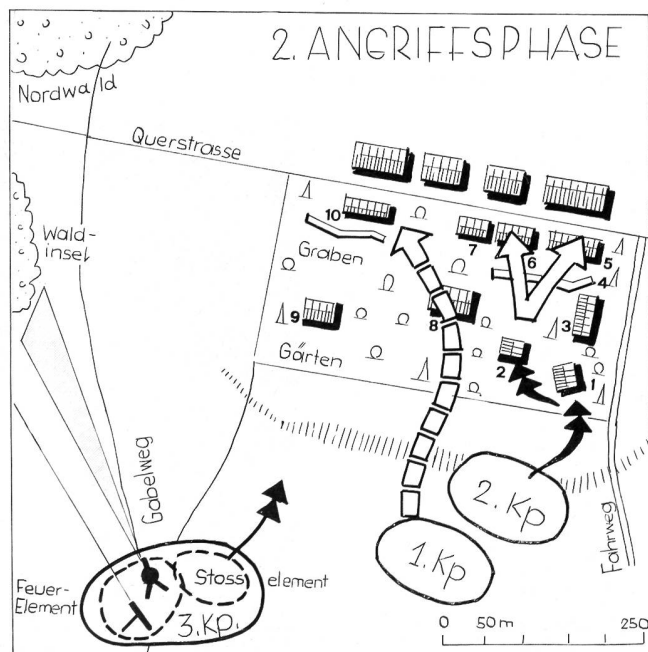 2. ANGRIFFSPHASE
Nordwald
Querstrasse
Wald-
insel
10
7
6
5
Graben
4
9
8
3
Gärten
2
1
Gabelweg
2. Kp
1. Kp
Fahrweg
Feuer-
Element
Stoss element
3. Kp.
0 50m 250